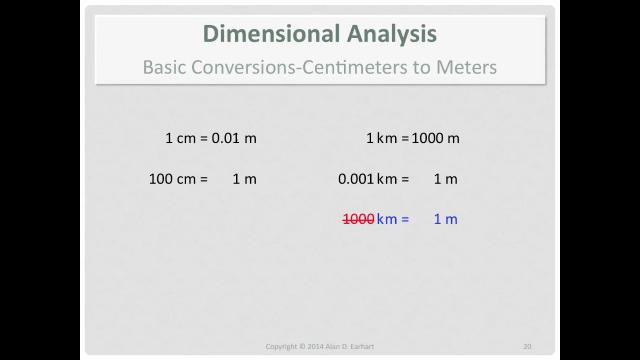 Dimensional Analysis
Basic Conversions-Centimeters to Meters
1 cm = 0.01 m
1 km = 1000 m
100 cm = 1 m
0.001 km = 1 m
1000 km = 1 m
Copyright © 2014 Alan D. Earhart
20